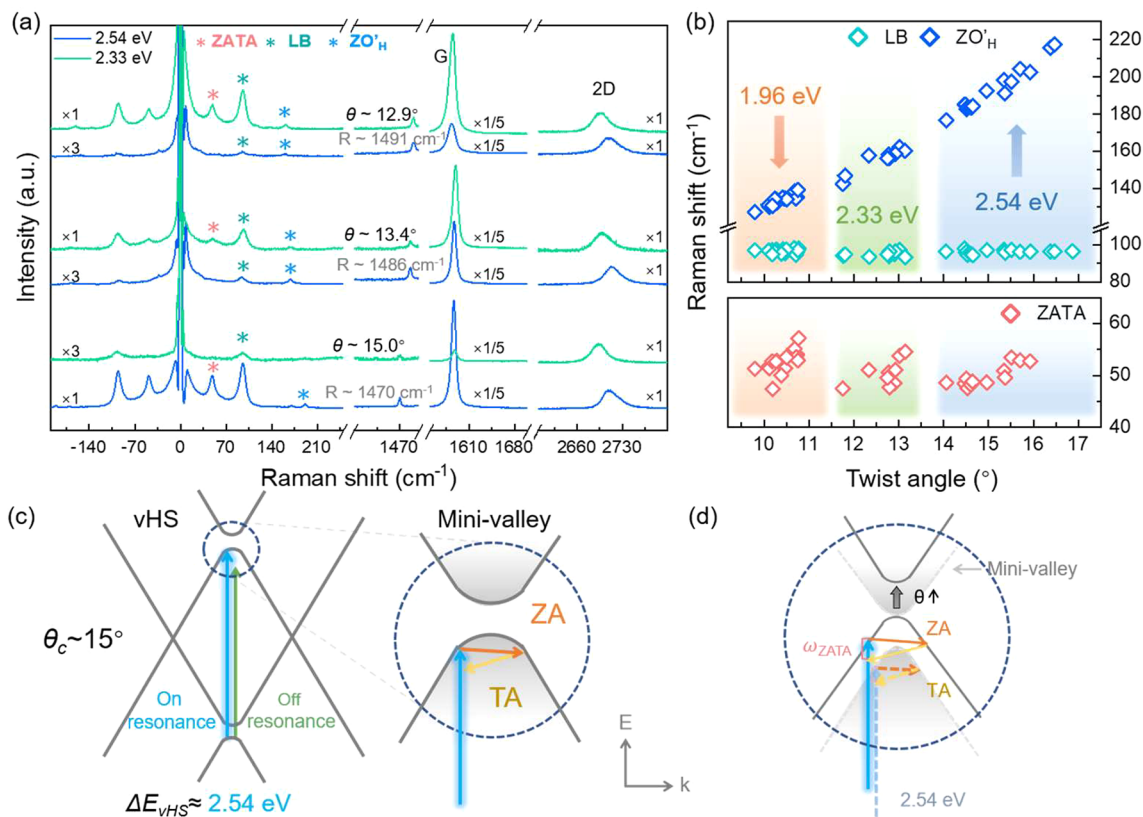 (a)
2.54 eV
2.33 eV
* ZATA * LB * ZO'H
G
2D
×1
θ ~ 12.9°
×1/5
×1
×3
R ~ 1491 cm-1
×1/5
×1
×1
θ ~ 13.4°
×1/5
×1
×3
R ~ 1486 cm-1
×1/5
×1
×3
θ ~ 15.0°
×1/5
×1
×1
R ~ 1470 cm-1
×1/5
×1
Intensity (a.u.)
-140 -70 0 70 140 210 1470 1610 1680 2660 2730
Raman shift (cm-1)
(b)
LB ZO'H
1.96 eV
2.33 eV
2.54 eV
220
200
180
160
140
100
80
ZATA
60
50
40
Raman shift (cm-1)
10 11 12 13 14 15 16 17
Twist angle (°)
(c)
vHS
Mini-valley
θc~15°
On
resonance
Off
resonance
ΔEvHS≈ 2.54 eV
ZA
TA
E
k
(d)
Mini-valley
θ↑
ZA
ωZATA
TA
2.54 eV